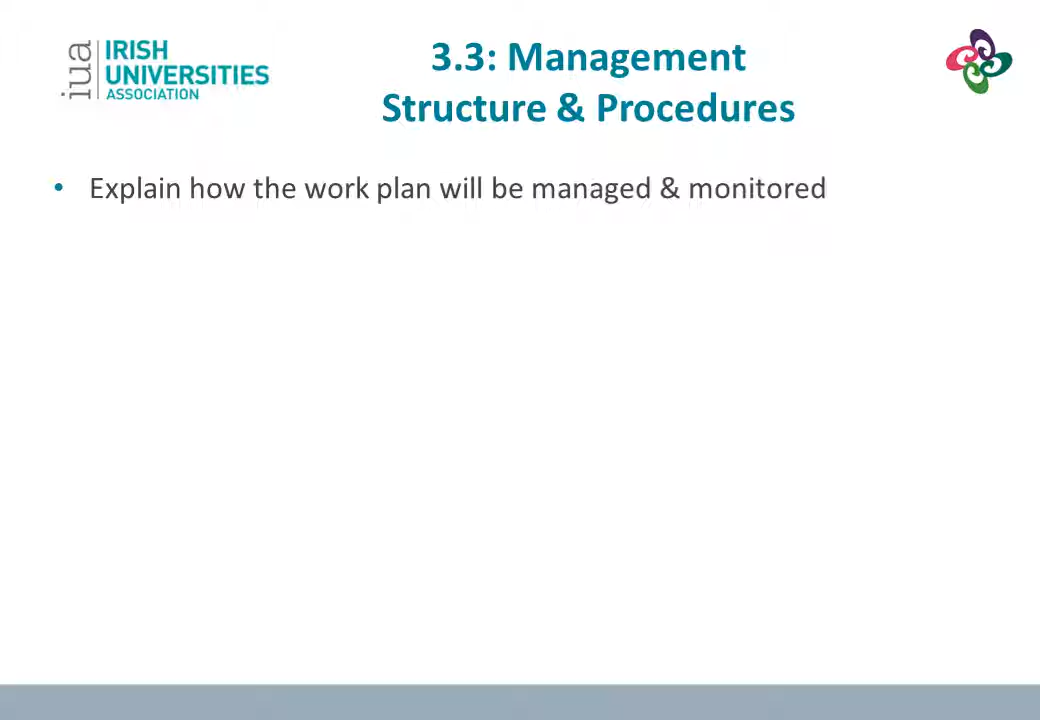 iua
IRISH
UNIVERSITIES
ASSOCIATION
3.3: Management
Structure & Procedures
• Explain how the work plan will be managed & monitored